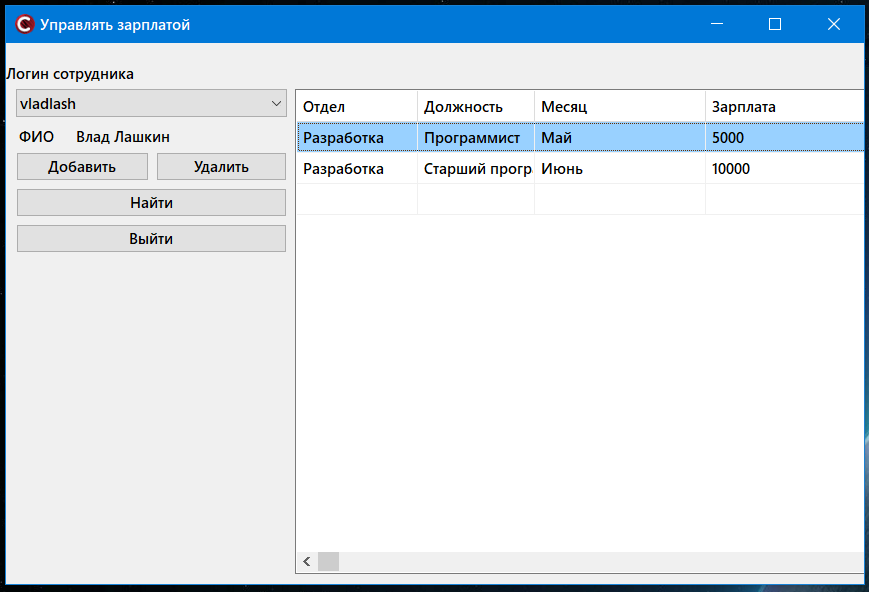 Управлять зарплатой
Логин сотрудника
vladlash
ФИО Влад Лашкин
Добавить Удалить
Найти
Выйти
Отдел Должность Месяц Зарплата
Разработка Программист Май 5000
Разработка Старший прогр Июнь 10000